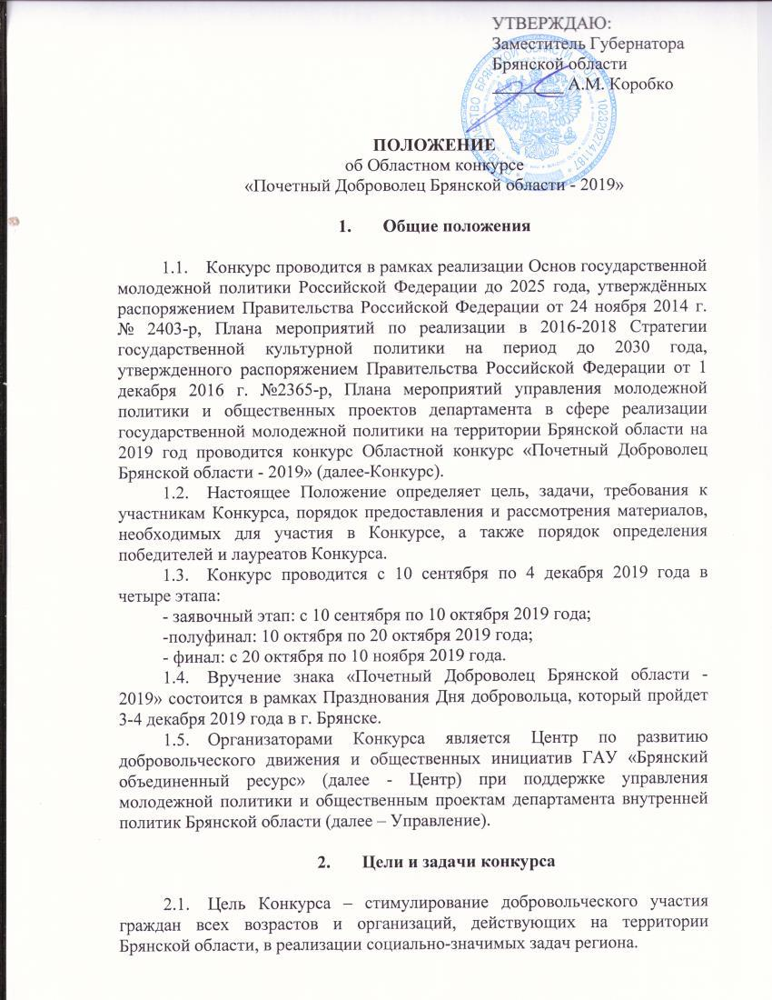 УТВЕРЖДАЮ:
Заместитель Губернатора
Брянской области
________ А.М. Коробко
ПРАВИТЕЛЬСТВО БРЯНСКОЙ ОБЛАСТИ * ОГРН 1023202741187 *
ПОЛОЖЕНИЕ
об Областном конкурсе
«Почетный Доброволец Брянской области - 2019»
1. Общие положения
1.1. Конкурс проводится в рамках реализации Основ государственной
молодежной политики Российской Федерации до 2025 года, утверждённых
распоряжением Правительства Российской Федерации от 24 ноября 2014 г.
№ 2403-р, Плана мероприятий по реализации в 2016-2018 Стратегии
государственной культурной политики на период до 2030 года,
утвержденного распоряжением Правительства Российской Федерации от 1
декабря 2016 г. №2365-р, Плана мероприятий управления молодежной
политики и общественных проектов департамента в сфере реализации
государственной молодежной политики на территории Брянской области на
2019 год проводится конкурс Областной конкурс «Почетный Доброволец
Брянской области - 2019» (далее-Конкурс).
1.2. Настоящее Положение определяет цель, задачи, требования к
участникам Конкурса, порядок предоставления и рассмотрения материалов,
необходимых для участия в Конкурсе, а также порядок определения
победителей и лауреатов Конкурса.
1.3. Конкурс проводится с 10 сентября по 4 декабря 2019 года в
четыре этапа:
- заявочный этап: с 10 сентября по 10 октября 2019 года;
-полуфинал: 10 октября по 20 октября 2019 года;
- финал: с 20 октября по 10 ноября 2019 года.
1.4. Вручение знака «Почетный Доброволец Брянской области -
2019» состоится в рамках Празднования Дня добровольца, который пройдет
3-4 декабря 2019 года в г. Брянске.
1.5. Организаторами Конкурса является Центр по развитию
добровольческого движения и общественных инициатив ГАУ «Брянский
объединенный ресурс» (далее - Центр) при поддержке управления
молодежной политики и общественным проектам департамента внутренней
политик Брянской области (далее – Управление).
2. Цели и задачи конкурса
2.1. Цель Конкурса – стимулирование добровольческого участия
граждан всех возрастов и организаций, действующих на территории
Брянской области, в реализации социально-значимых задач региона.